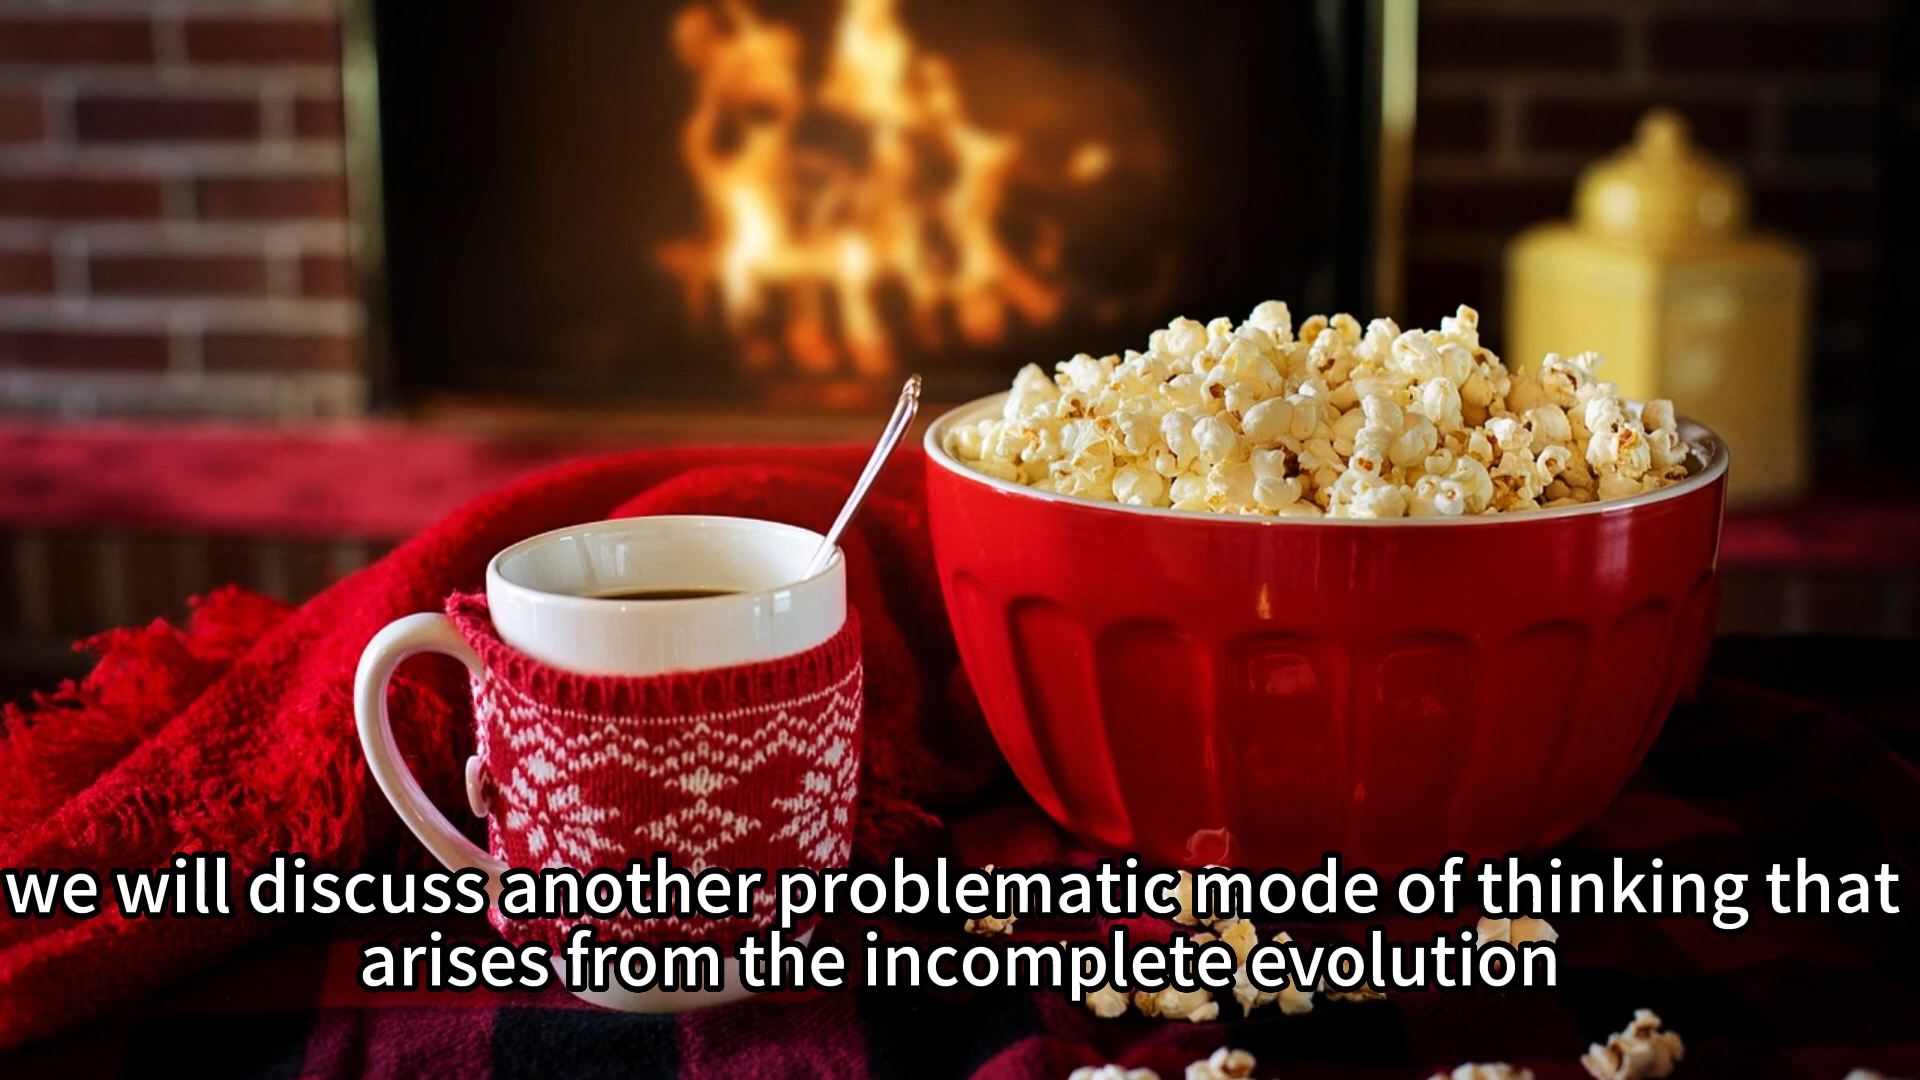 we will discuss another problematic mode of thinking that
arises from the incomplete evolution